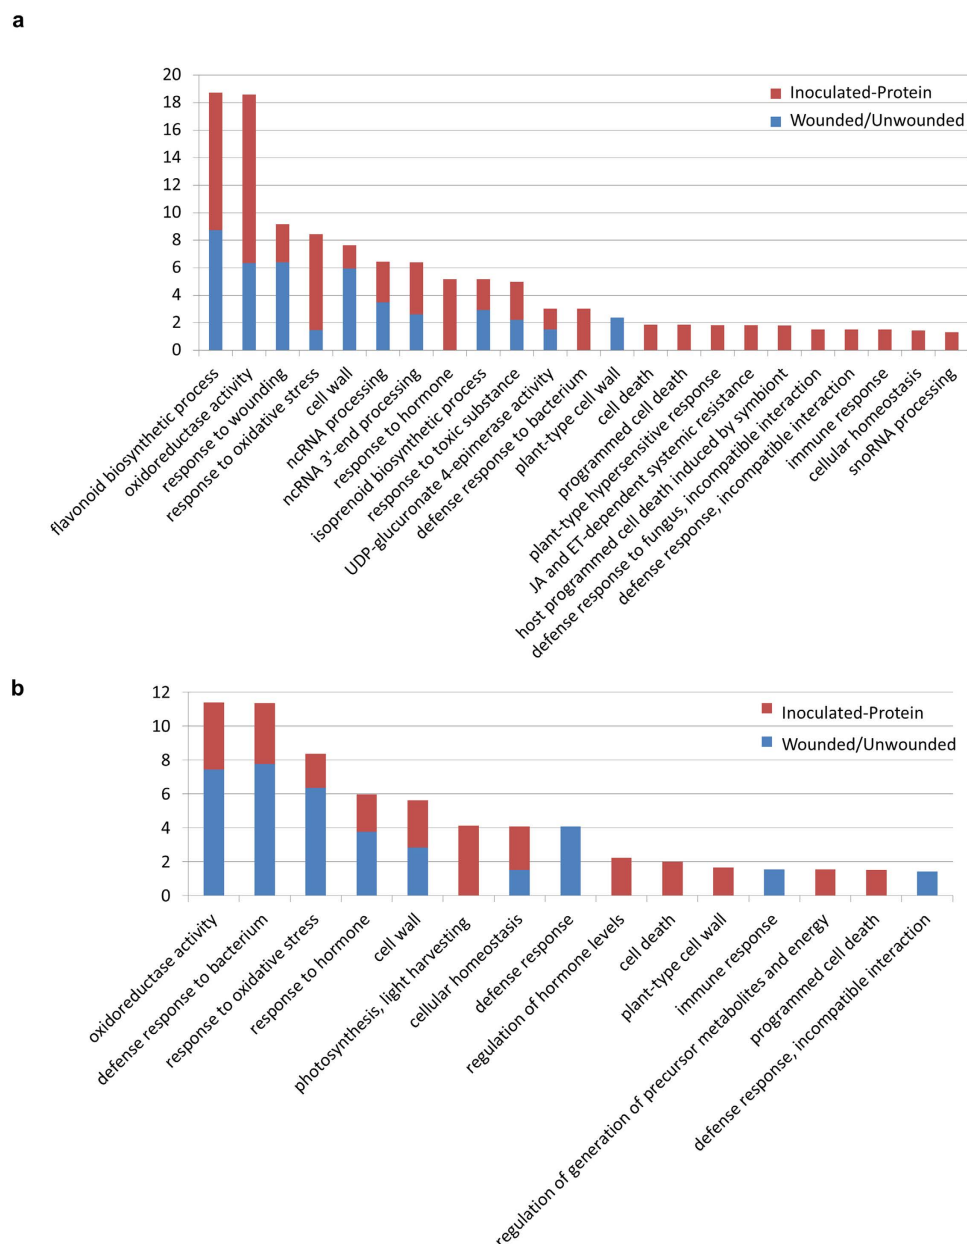 a
20
18
16
14
12
10
8
6
4
2
0
Inoculated-Protein
Wounded/Unwounded
flavonoid biosynthetic process
oxidoreductase activity
response to wounding
response to oxidative stress
cell wall
ncRNA processing
ncRNA 3'-end processing
response to hormone
isoprenoid biosynthetic process
response to toxic substance
UDP-glucuronate 4-epimerase activity
defense response to bacterium
plant-type cell wall
cell death
programmed cell death
plant-type hypersensitive response
JA and ET-dependent systemic resistance
host programmed cell death induced by symbiont
defense response to fungus, incompatible interaction
defense response, incompatible interaction
immune response
cellular homeostasis
snoRNA processing
b
12
10
8
6
4
2
0
Inoculated-Protein
Wounded/Unwounded
oxidoreductase activity
defense response to bacterium
response to oxidative stress
response to hormone
cell wall
photosynthesis, light harvesting
cellular homeostasis
defense response
regulation of hormone levels
cell death
plant-type cell wall
immune response
regulation of generation of precursor metabolites and energy
programmed cell death
defense response, incompatible interaction